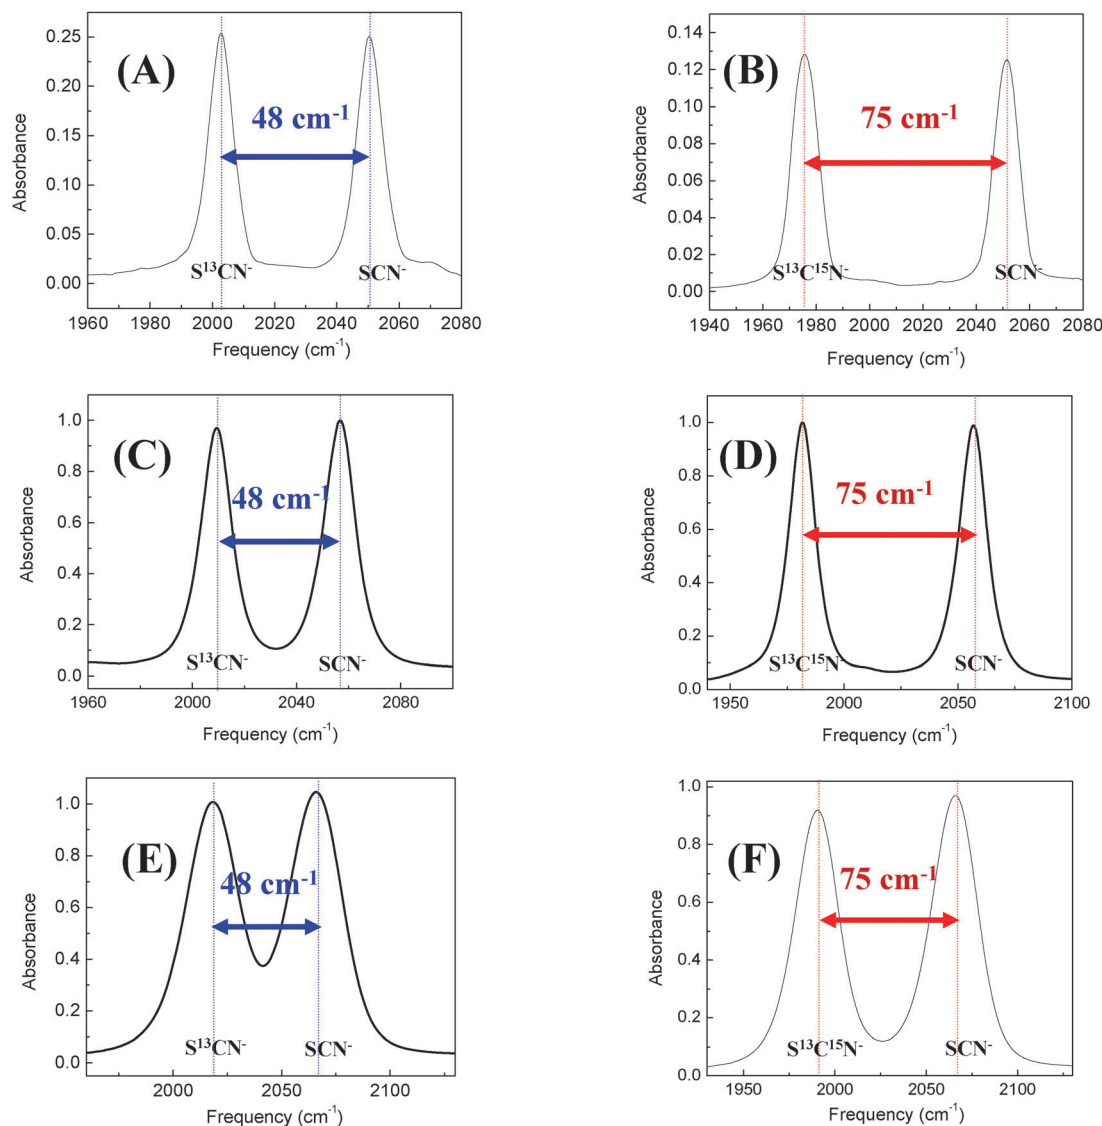 (A)
48 cm⁻¹
Absorbance
0.25
0.20
0.15
0.10
0.05
0.00
S¹³CN⁻
SCN⁻
1960 1980 2000 2020 2040 2060 2080
Frequency (cm⁻¹)
(B)
75 cm⁻¹
Absorbance
0.14
0.12
0.10
0.08
0.06
0.04
0.02
0.00
S¹³C¹⁵N⁻
SCN⁻
1940 1960 1980 2000 2020 2040 2060 2080
Frequency (cm⁻¹)
(C)
48 cm⁻¹
Absorbance
1.0
0.8
0.6
0.4
0.2
0.0
S¹³CN⁻
SCN⁻
1960 2000 2040 2080
Frequency (cm⁻¹)
(D)
75 cm⁻¹
Absorbance
1.0
0.8
0.6
0.4
0.2
0.0
S¹³C¹⁵N⁻
SCN⁻
1950 2000 2050 2100
Frequency (cm⁻¹)
(E)
48 cm⁻¹
Absorbance
1.0
0.8
0.6
0.4
0.2
0.0
S¹³CN⁻
SCN⁻
2000 2050 2100
Frequency (cm⁻¹)
(F)
75 cm⁻¹
Absorbance
1.0
0.8
0.6
0.4
0.2
0.0
S¹³C¹⁵N⁻
SCN⁻
1950 2000 2050 2100
Frequency (cm⁻¹)